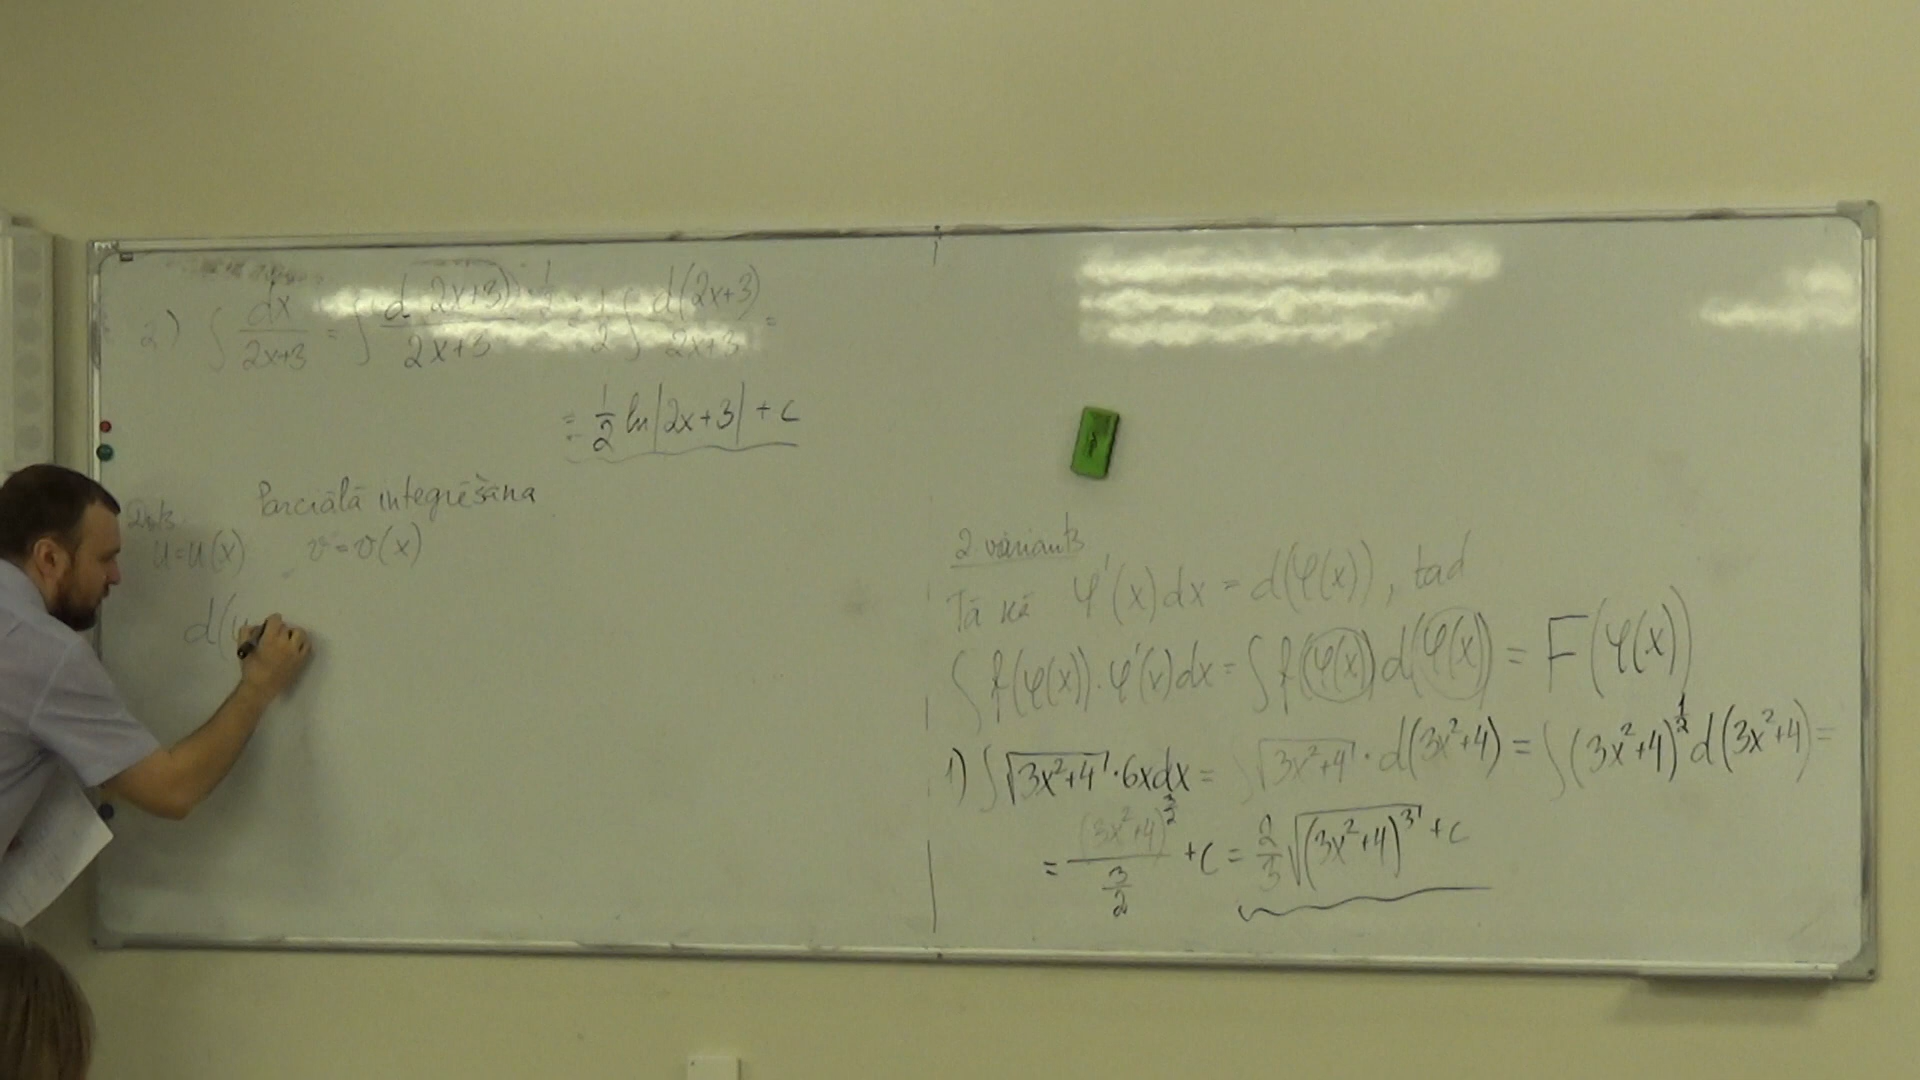 2) ∫ dx/(2x+3) = ∫ d(2x+3)·1/2 / (2x+3) = 1/2 ∫ d(2x+3)/(2x+3) =
= 1/2 ln|2x+3| + c
Parciālā integrēšana
Dots
u=u(x) v=v(x)
d(u
2 variants
Tā kā φ'(x)dx = d(φ(x)), tad
∫ f(φ(x))·φ'(x)dx = ∫ f(φ(x))d(φ(x)) = F(φ(x))
1) ∫ √(3x²+4)·6xdx = ∫ √(3x²+4)·d(3x²+4) = ∫ (3x²+4)^(1/2) d(3x²+4) =
= (3x²+4)^(3/2) / (3/2) + c = 2/3 √((3x²+4)³) + c